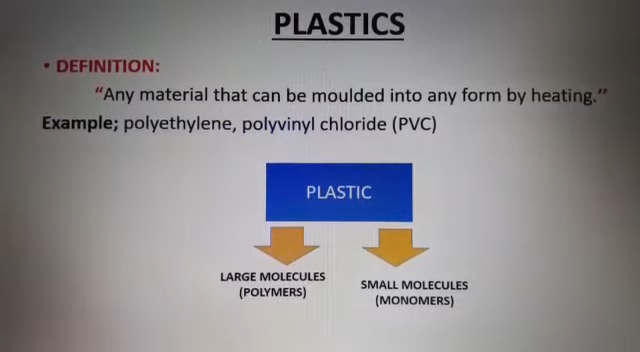 PLASTICS
• DEFINITION:
“Any material that can be moulded into any form by heating.”
Example; polyethylene, polyvinyl chloride (PVC)
PLASTIC
LARGE MOLECULES
(POLYMERS)
SMALL MOLECULES
(MONOMERS)